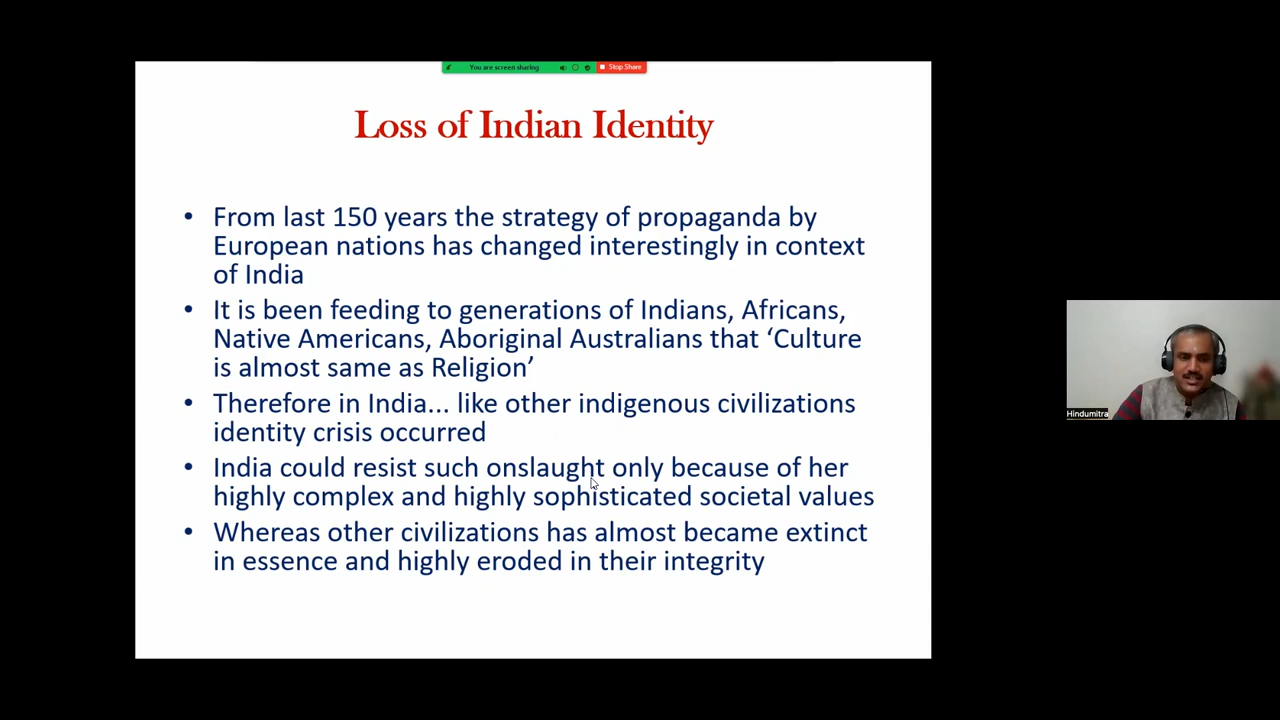 You are screen sharing
Stop Share
Loss of Indian Identity
• From last 150 years the strategy of propaganda by
European nations has changed interestingly in context
of India
• It is been feeding to generations of Indians, Africans,
Native Americans, Aboriginal Australians that ‘Culture
is almost same as Religion’
• Therefore in India... like other indigenous civilizations
identity crisis occurred
• India could resist such onslaught only because of her
highly complex and highly sophisticated societal values
• Whereas other civilizations has almost became extinct
in essence and highly eroded in their integrity
Hindumitra